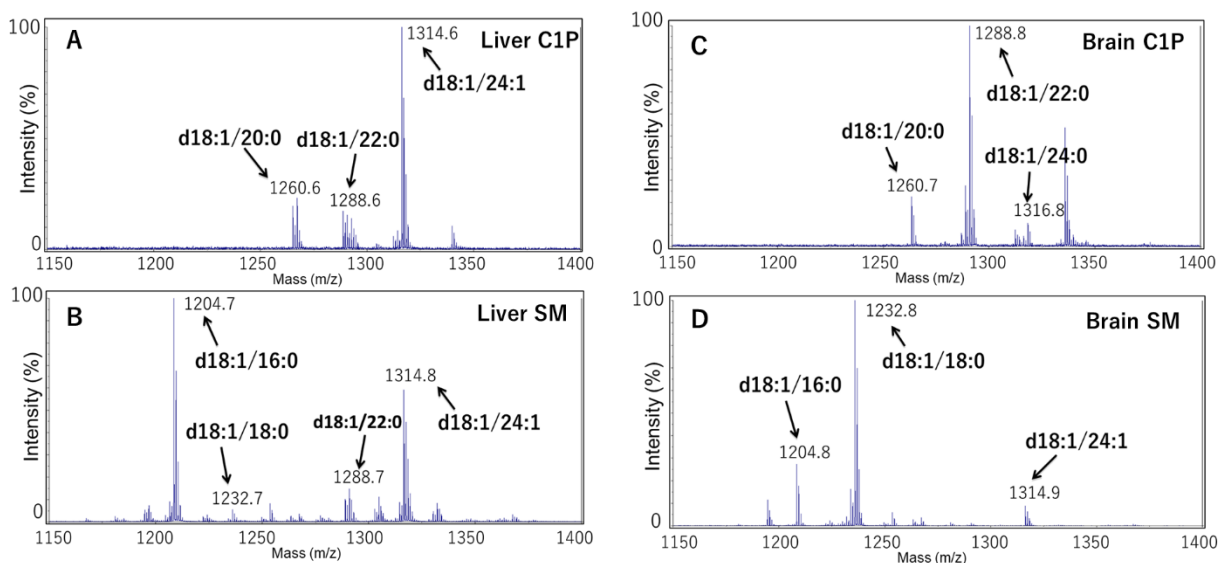 A
Liver C1P
1314.6
d18:1/24:1
d18:1/20:0
d18:1/22:0
1260.6
1288.6
Intensity (%)
100
0
1150 1200 1250 1300 1350 1400
Mass (m/z)
B
Liver SM
1204.7
d18:1/16:0
1314.8
d18:1/18:0
d18:1/22:0
d18:1/24:1
1232.7
1288.7
Intensity (%)
100
0
1150 1200 1250 1300 1350 1400
Mass (m/z)
C
Brain C1P
1288.8
d18:1/22:0
d18:1/20:0
d18:1/24:0
1260.7
1316.8
Intensity (%)
100
0
1150 1200 1250 1300 1350 1400
Mass (m/z)
D
Brain SM
1232.8
d18:1/18:0
d18:1/16:0
1204.8
d18:1/24:1
1314.9
Intensity (%)
100
0
1150 1200 1250 1300 1350 1400
Mass (m/z)